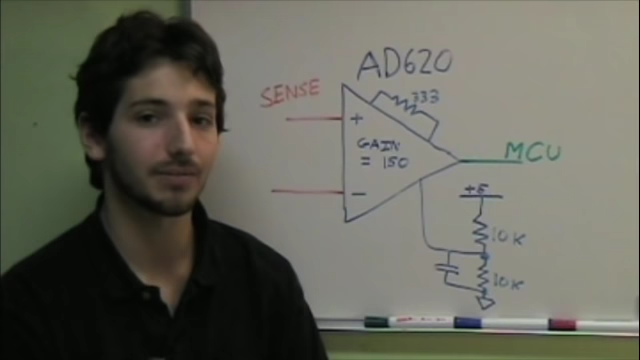 AD620
333
SENSE
+
GAIN
= 150
MCU
-
+5
10K
10K